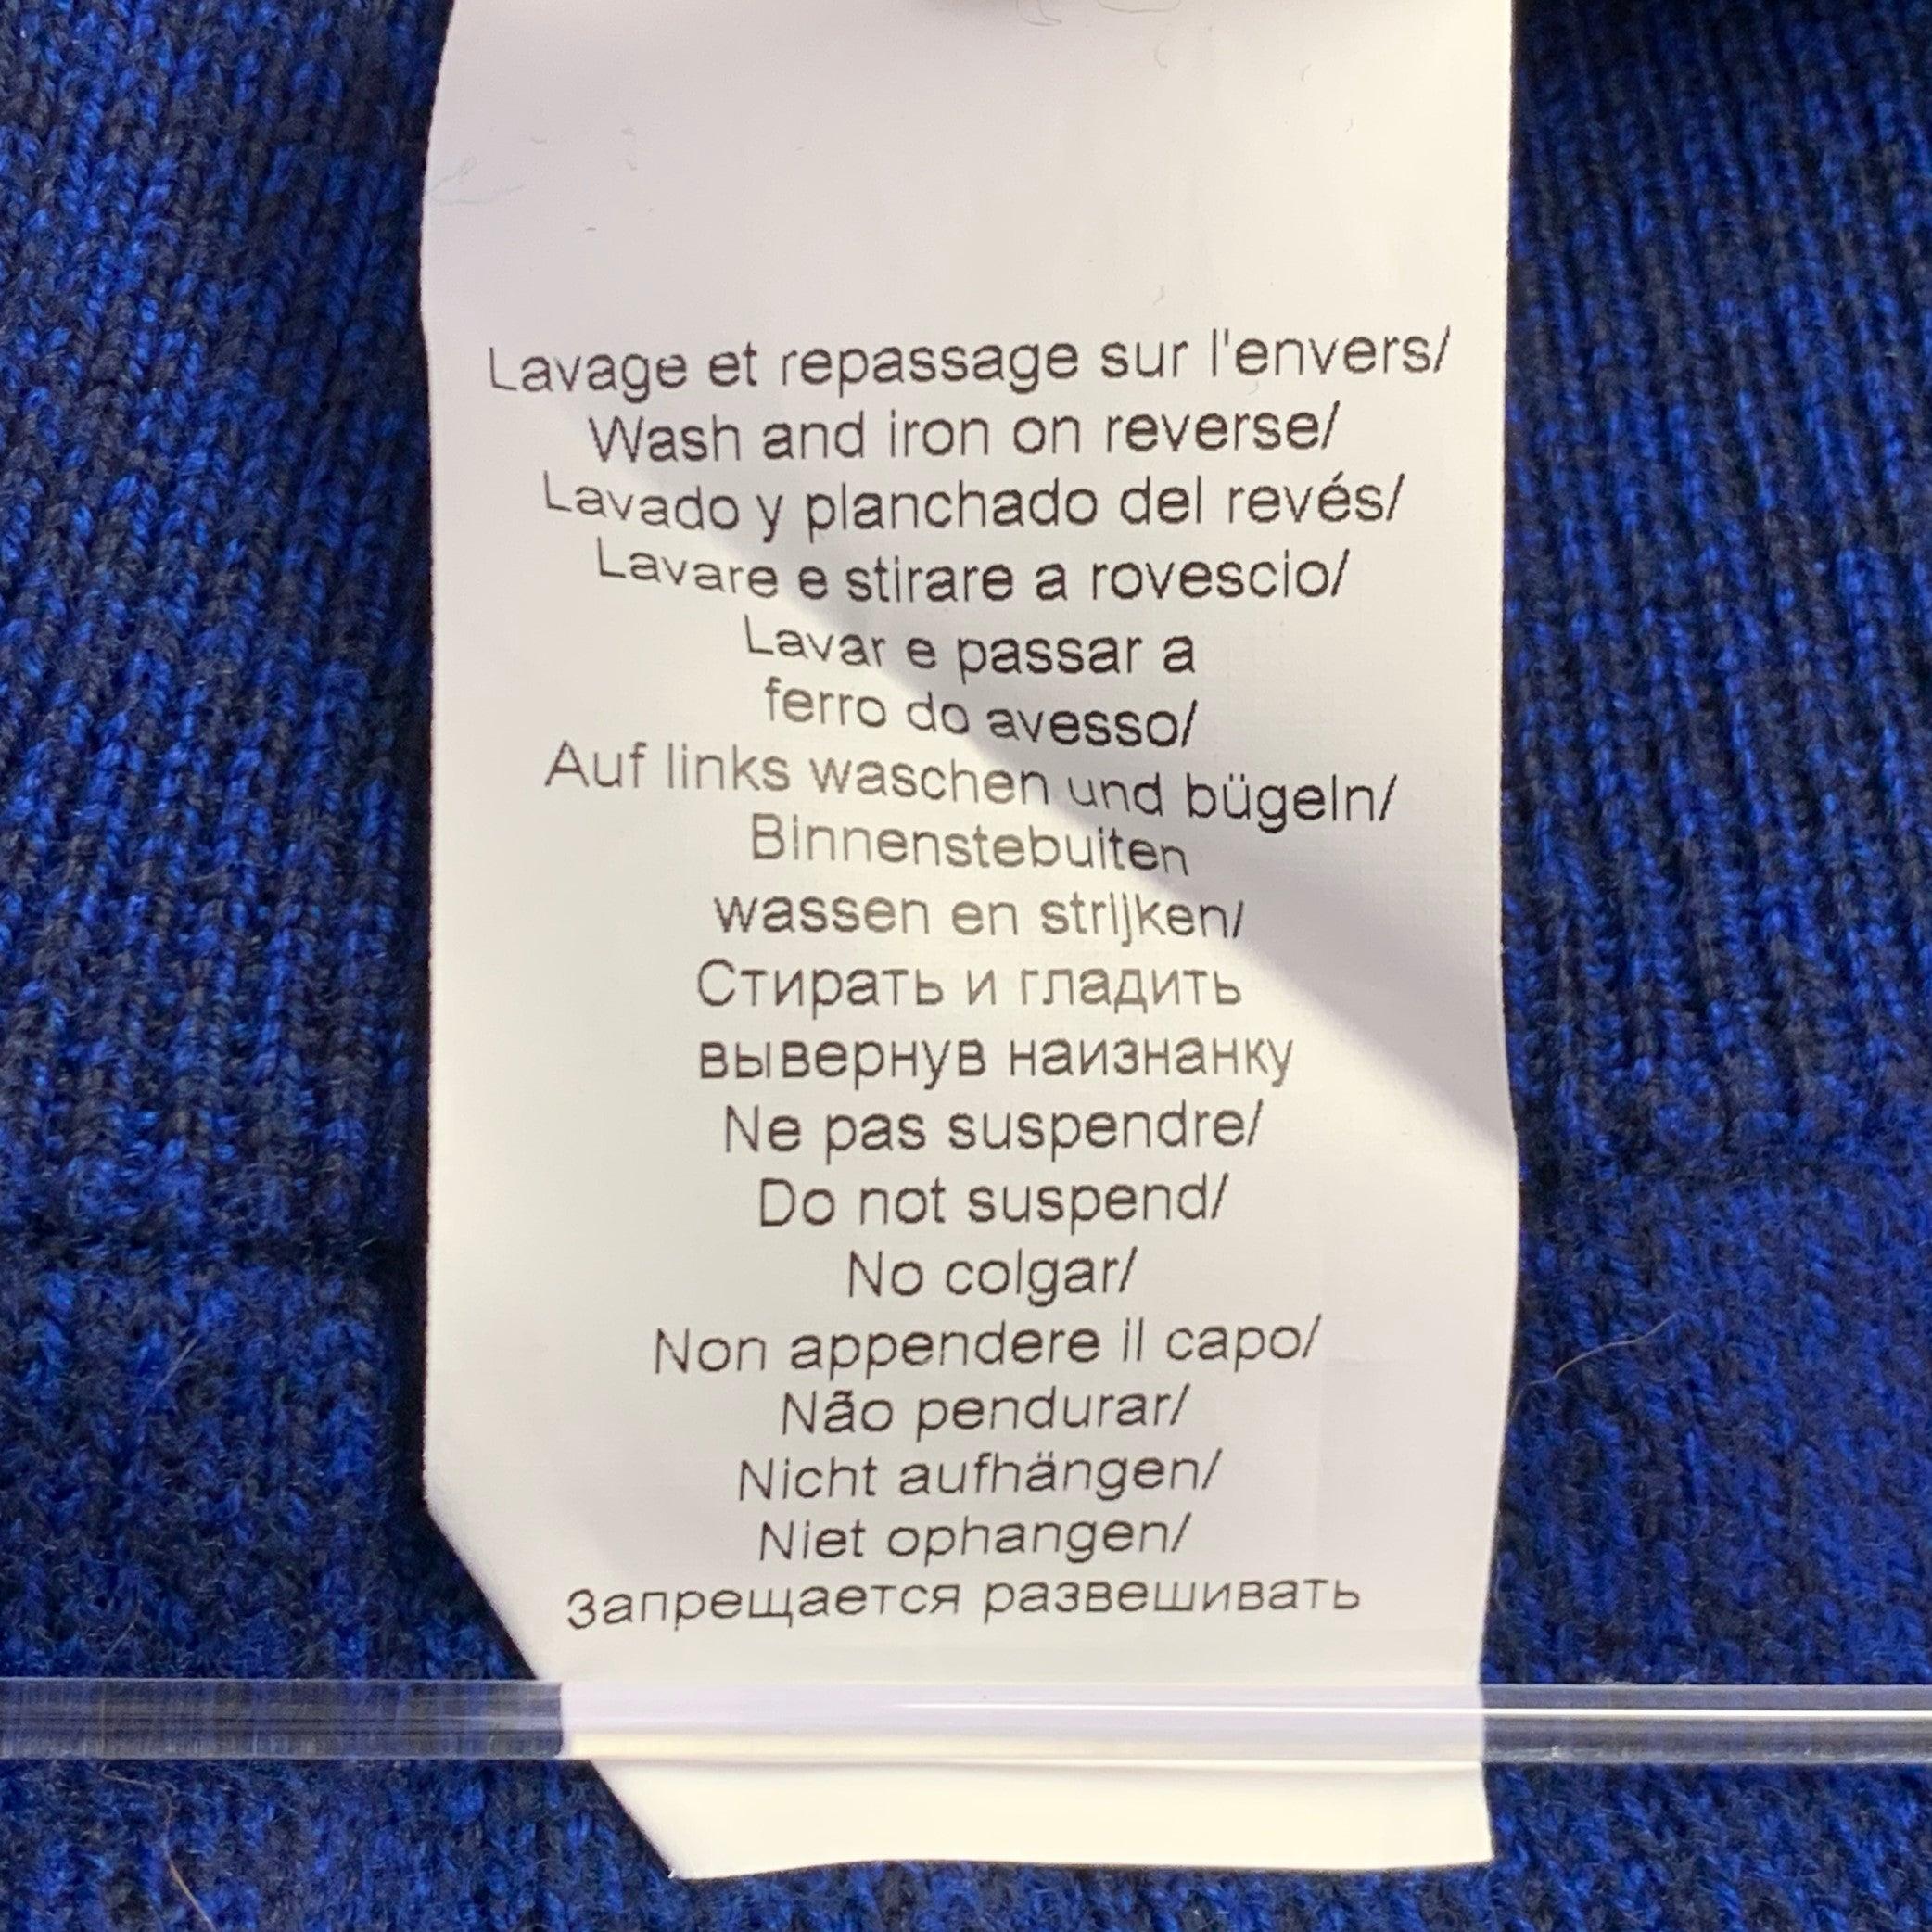 Lavage et repassage sur l'envers/
Wash and iron on reverse/
Lavado y planchado del revés/
Lavare e stirare a rovescio/
Lavar e passar a
ferro do avesso/
Auf links waschen und bügeln/
Binnenstebuiten
wassen en strijken/
Стирать и гладить
вывернув наизнанку
Ne pas suspendre/
Do not suspend/
No colgar/
Non appendere il capo/
Não pendurar/
Nicht aufhängen/
Niet ophangen/
Запрещается развешивать